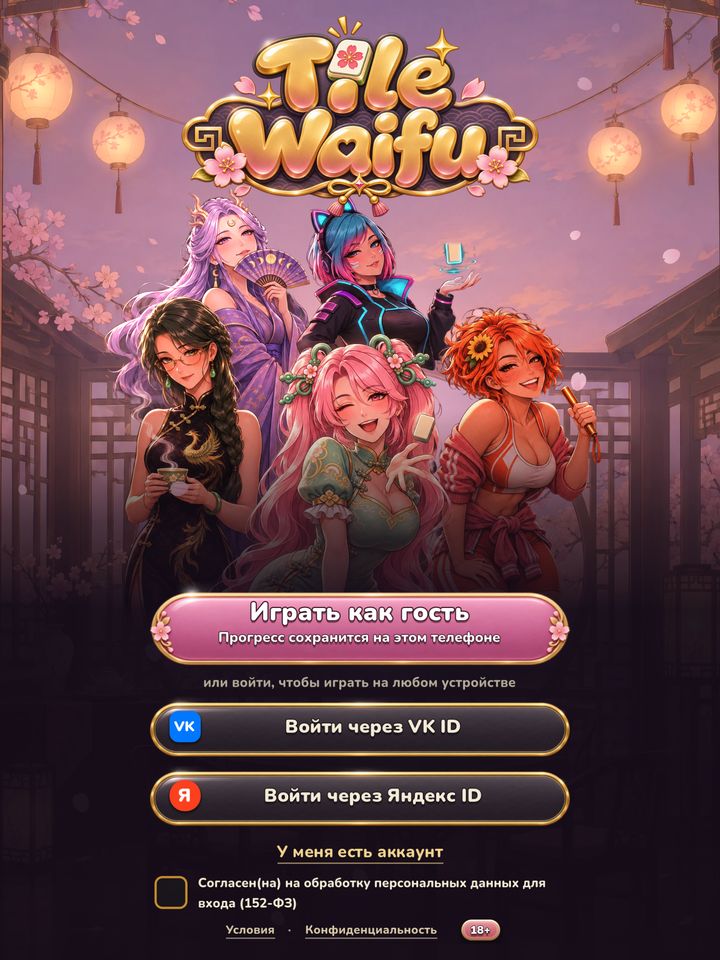 Tile
Waifu
Играть как гость
Прогресс сохранится на этом телефоне
или войти, чтобы играть на любом устройстве
VK
Войти через VK ID
Я
Войти через Яндекс ID
У меня есть аккаунт
Согласен(на) на обработку персональных данных для
входа (152-ФЗ)
Условия · Конфиденциальность 18+